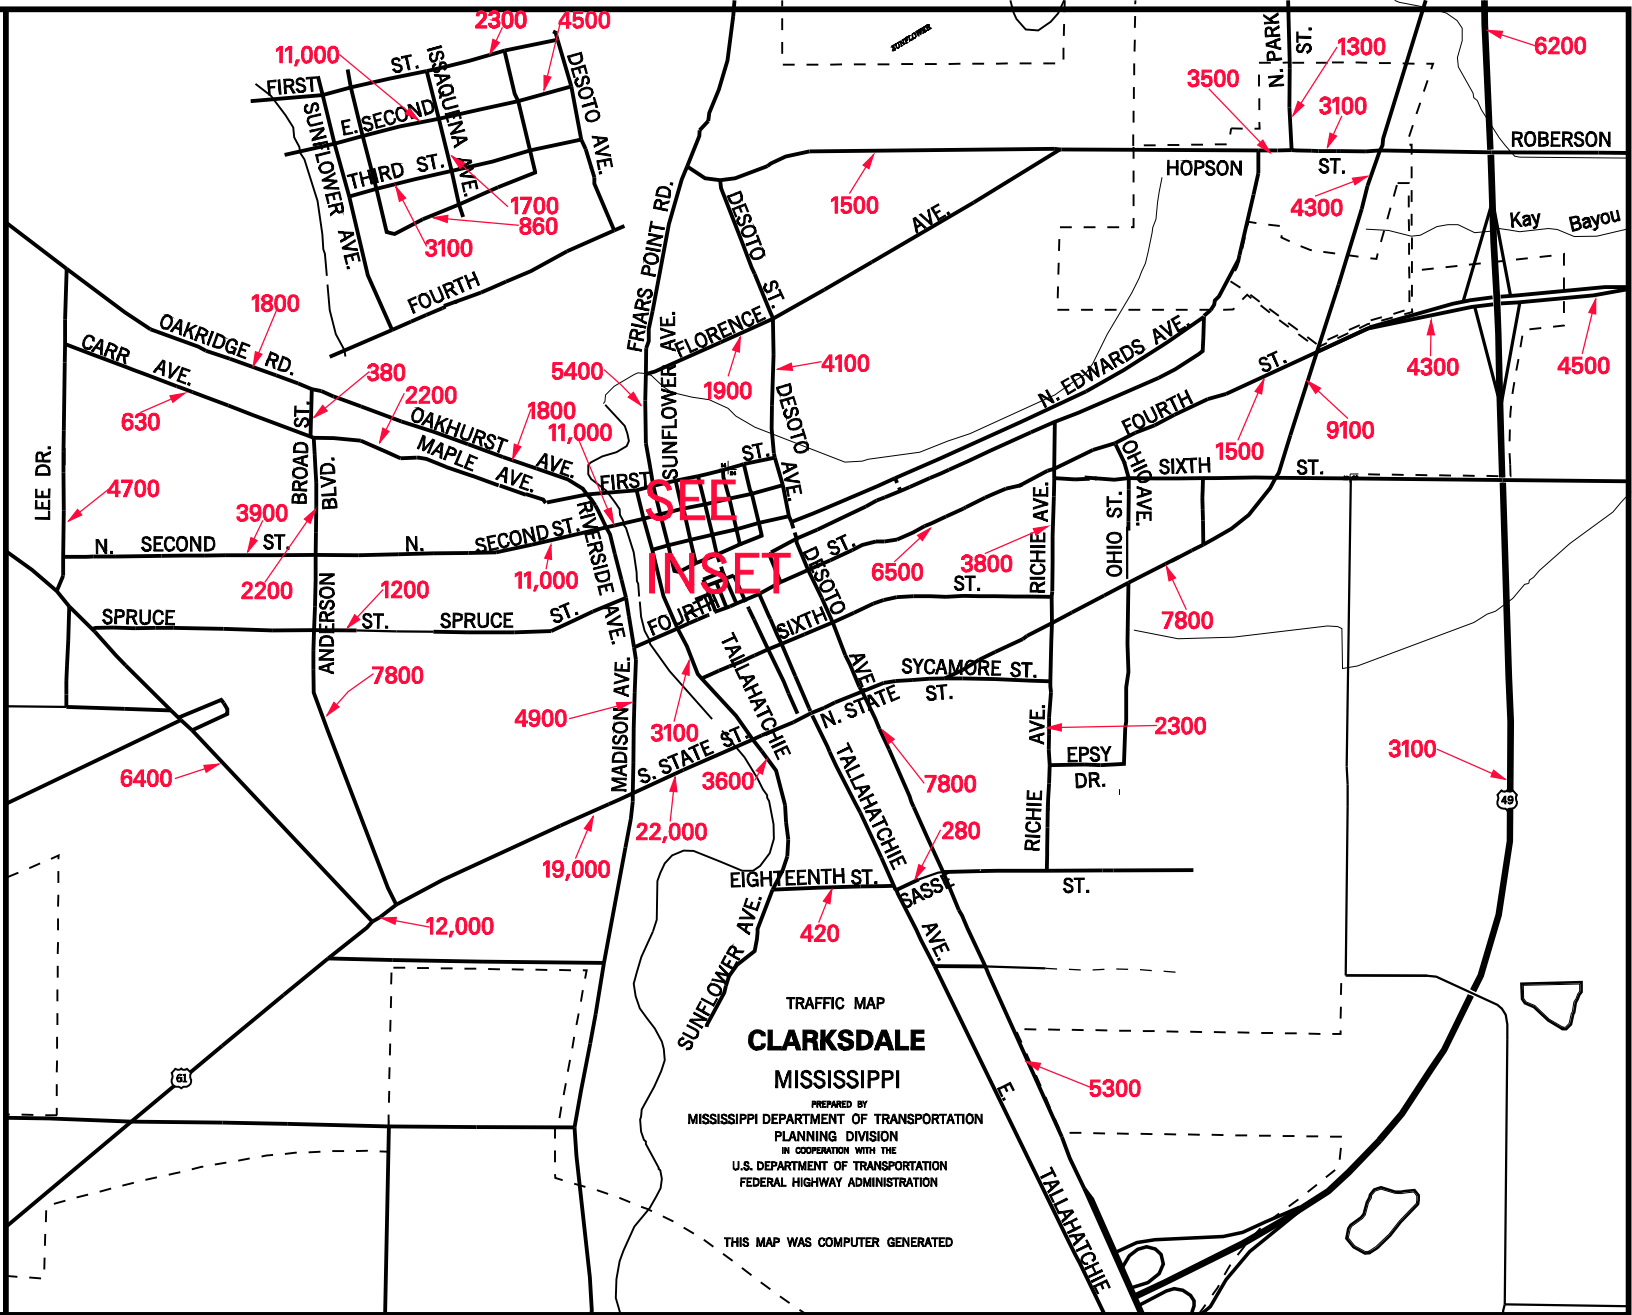 2300
4500
11,000
ST.
ISSAQUENA AVE.
FIRST
SUNFLOWER AVE.
E. SECOND
DESOTO AVE.
THIRD ST.
1700
860
3100
FOURTH
SUNFLOWER
N. PARK ST.
1300
6200
3500
3100
ROBERSON
HOPSON
ST.
4300
1500
AVE.
Kay Bayou
FRIARS POINT RD.
DESOTO ST.
1800
OAKRIDGE RD.
CARR AVE.
380
630
2200
5400
SUNFLOWER AVE.
FLORENCE
1900
4100
N. EDWARDS AVE.
4300
4500
ST.
FOURTH
1500
9100
BROAD ST.
OAKHURST AVE.
1800
11,000
MAPLE AVE.
DESOTO AVE.
FIRST
ST.
SEE
INSET
SIXTH ST.
OHIO AVE.
LEE DR.
4700
BLVD.
3900
N. SECOND ST.
N. SECOND ST.
2200
11,000
RIVERSIDE AVE.
6500
3800
RICHIE AVE.
OHIO ST.
ST.
ST.
DESOTO AVE.
7800
ANDERSON
1200
SPRUCE ST. SPRUCE ST.
FOURTH
SIXTH
7800
SYCAMORE ST.
4900
MADISON AVE.
3100
TALLAHATCHIE
N. STATE ST.
S. STATE ST.
AVE.
2300
3100
EPSY
DR.
6400
3600
7800
49
22,000
TALLAHATCHIE AVE.
280
RICHIE
19,000
EIGHTEENTH ST.
SASSE ST.
12,000
420
SUNFLOWER AVE.
61
TRAFFIC MAP
CLARKSDALE
MISSISSIPPI
PREPARED BY
MISSISSIPPI DEPARTMENT OF TRANSPORTATION
PLANNING DIVISION
IN COOPERATION WITH THE
U.S. DEPARTMENT OF TRANSPORTATION
FEDERAL HIGHWAY ADMINISTRATION
THIS MAP WAS COMPUTER GENERATED
5300
E. TALLAHATCHIE